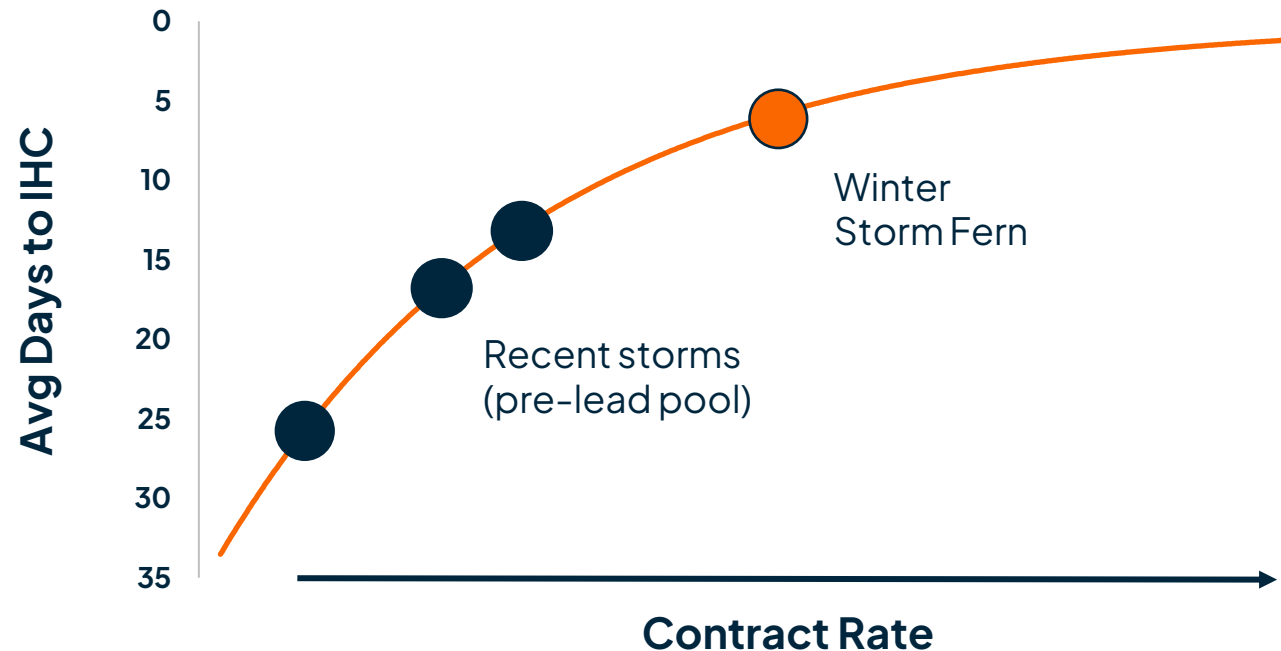 0
5
10
15
20
25
30
35
Avg Days to IHC
Winter
Storm Fern
Recent storms
(pre-lead pool)
Contract Rate